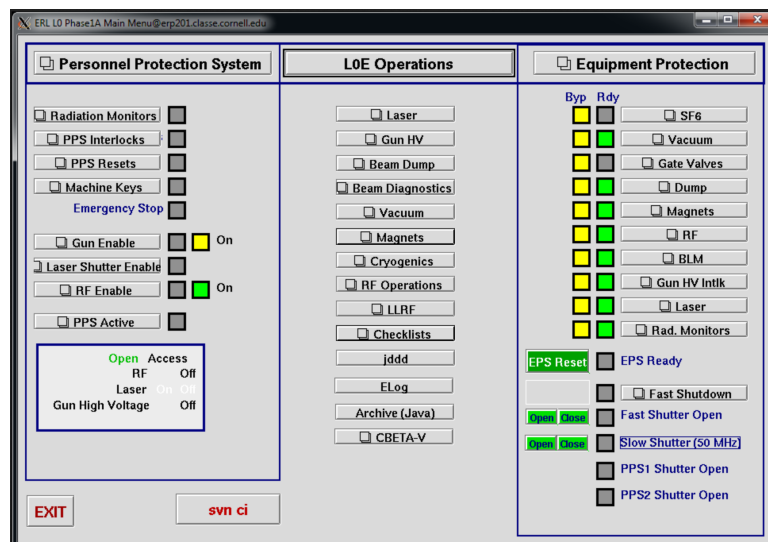 ERL L0 Phase1A Main Menu@erp201.classe.cornell.edu
Personnel Protection System
Radiation Monitors
PPS Interlocks
PPS Resets
Machine Keys
Emergency Stop
Gun Enable On
Laser Shutter Enable
RF Enable On
PPS Active
Open Access
RF Off
Laser On Off
Gun High Voltage Off
EXIT
svn ci
L0E Operations
Laser
Gun HV
Beam Dump
Beam Diagnostics
Vacuum
Magnets
Cryogenics
RF Operations
LLRF
Checklists
jddd
ELog
Archive (Java)
CBETA-V
Equipment Protection
Byp Rdy
SF6
Vacuum
Gate Valves
Dump
Magnets
RF
BLM
Gun HV Intlk
Laser
Rad. Monitors
EPS Reset EPS Ready
Fast Shutdown
Open Close Fast Shutter Open
Open Close Slow Shutter (50 MHz)
PPS1 Shutter Open
PPS2 Shutter Open